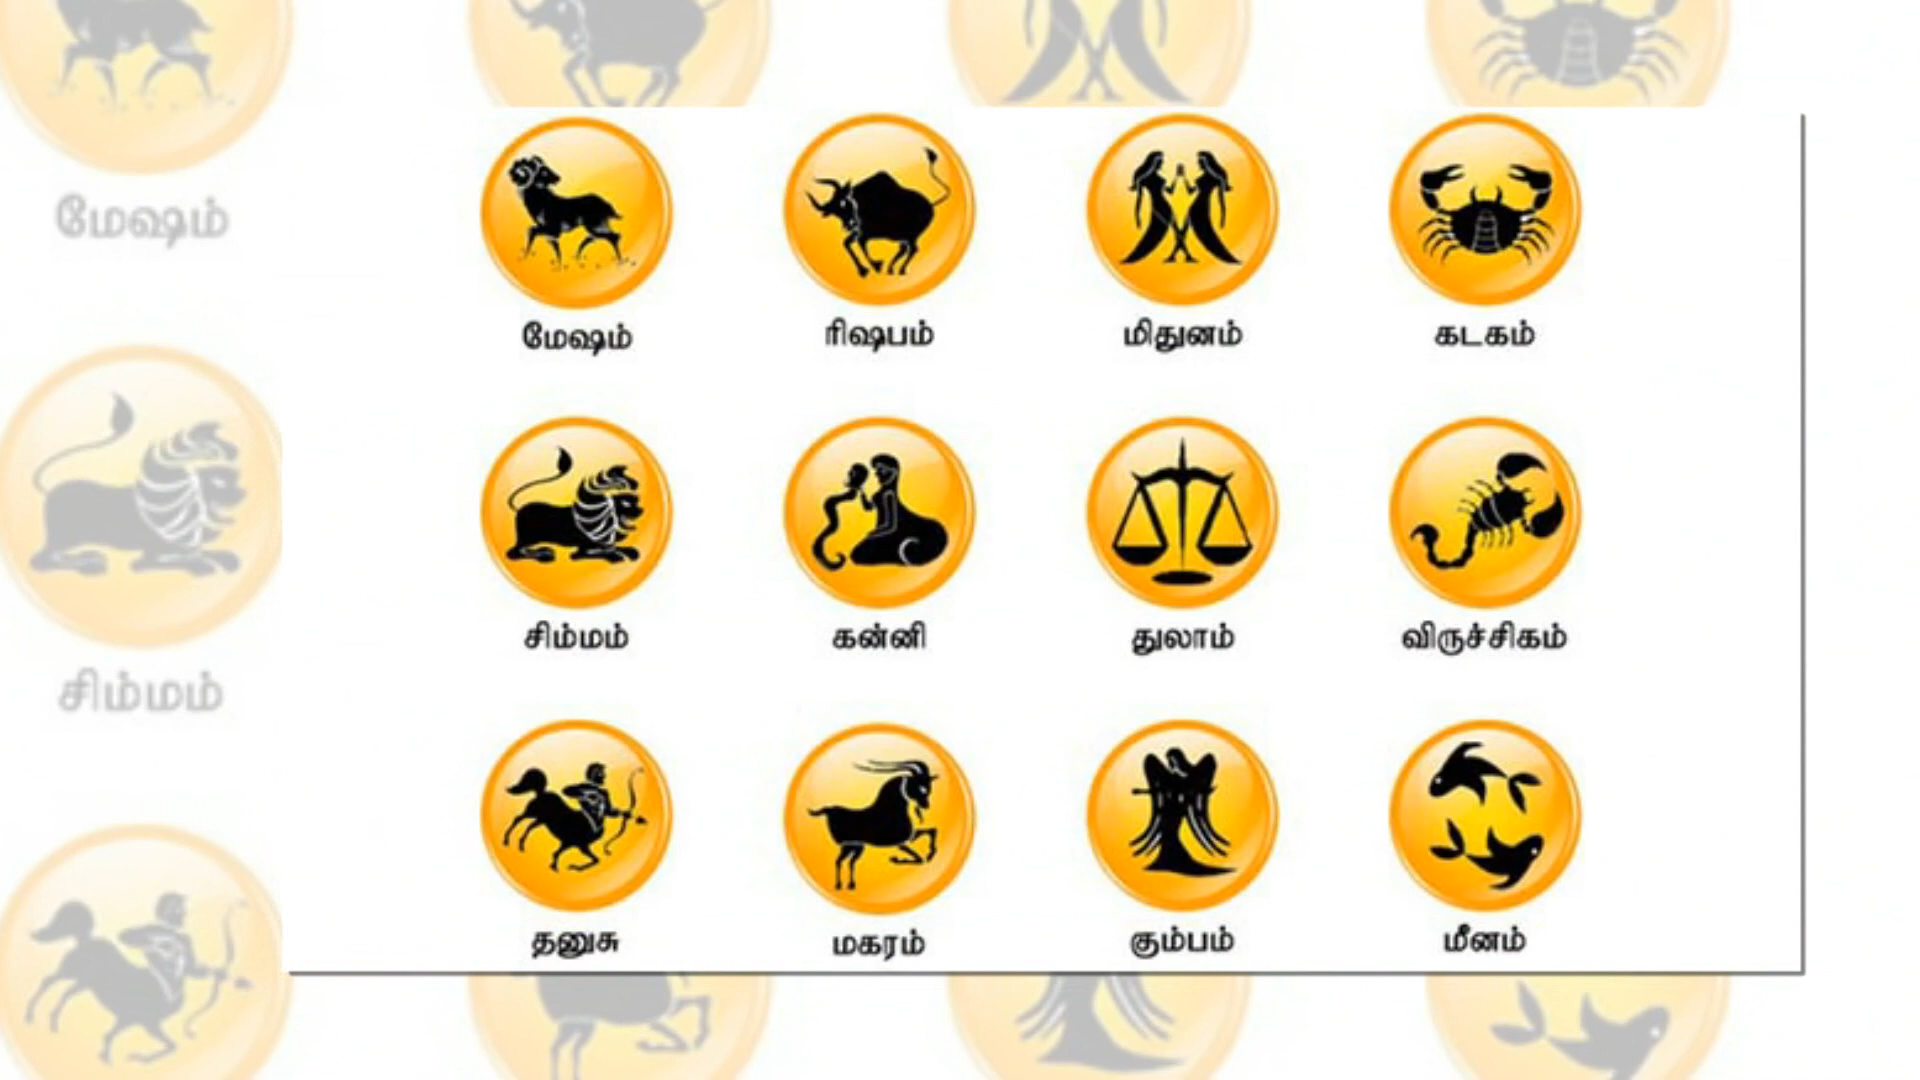 மேஷம்
ரிஷபம்
மிதுனம்
கடகம்
சிம்மம்
கன்னி
துலாம்
விருச்சிகம்
தனுசு
மகரம்
கும்பம்
மீனம்
மேஷம்
சிம்மம்